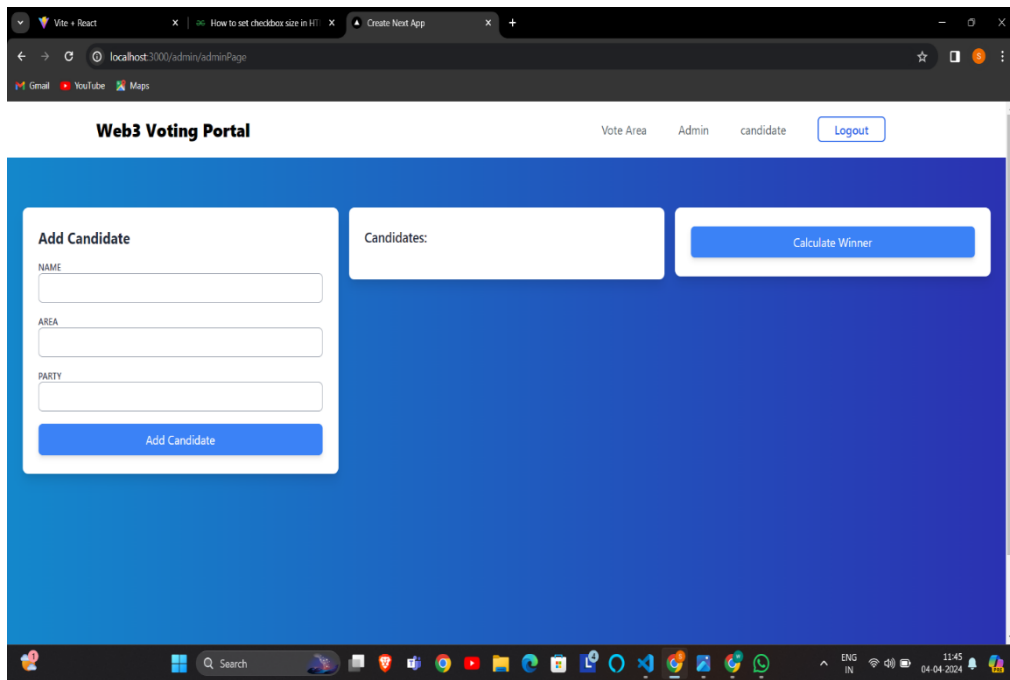 Vite + React
How to set checkbox size in HT
Create Next App
localhost:3000/admin/adminPage
Gmail YouTube Maps
Web3 Voting Portal
Vote Area Admin candidate Logout
Add Candidate
NAME
AREA
PARTY
Add Candidate
Candidates:
Calculate Winner
1
Search
4
ENG
IN
11:45
04-04-2024